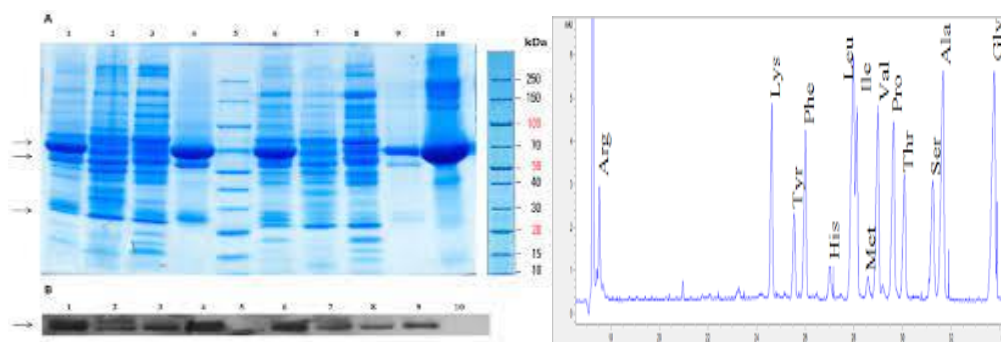 A
1 2 3 4 5 6 7 8 9 10
kDa
250
150
100
70
50
40
30
20
15
10
B
1 2 3 4 5 6 7 8 9 10
Arg
Lys
Tyr
Phe
His
Leu
Ile
Met
Val
Pro
Thr
Ser
Ala
Gly